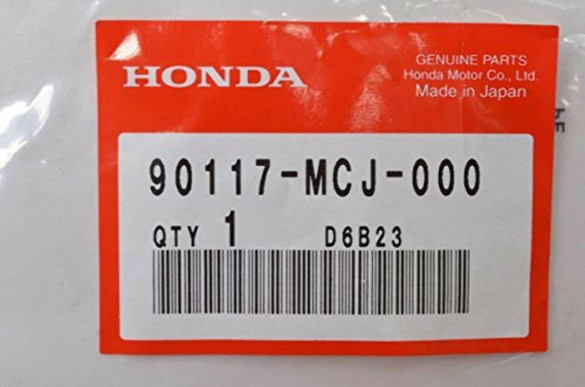 HONDA
GENUINE PARTS
Honda Motor Co., Ltd.
Made in Japan
90117-MCJ-000
QTY 1 D6B23